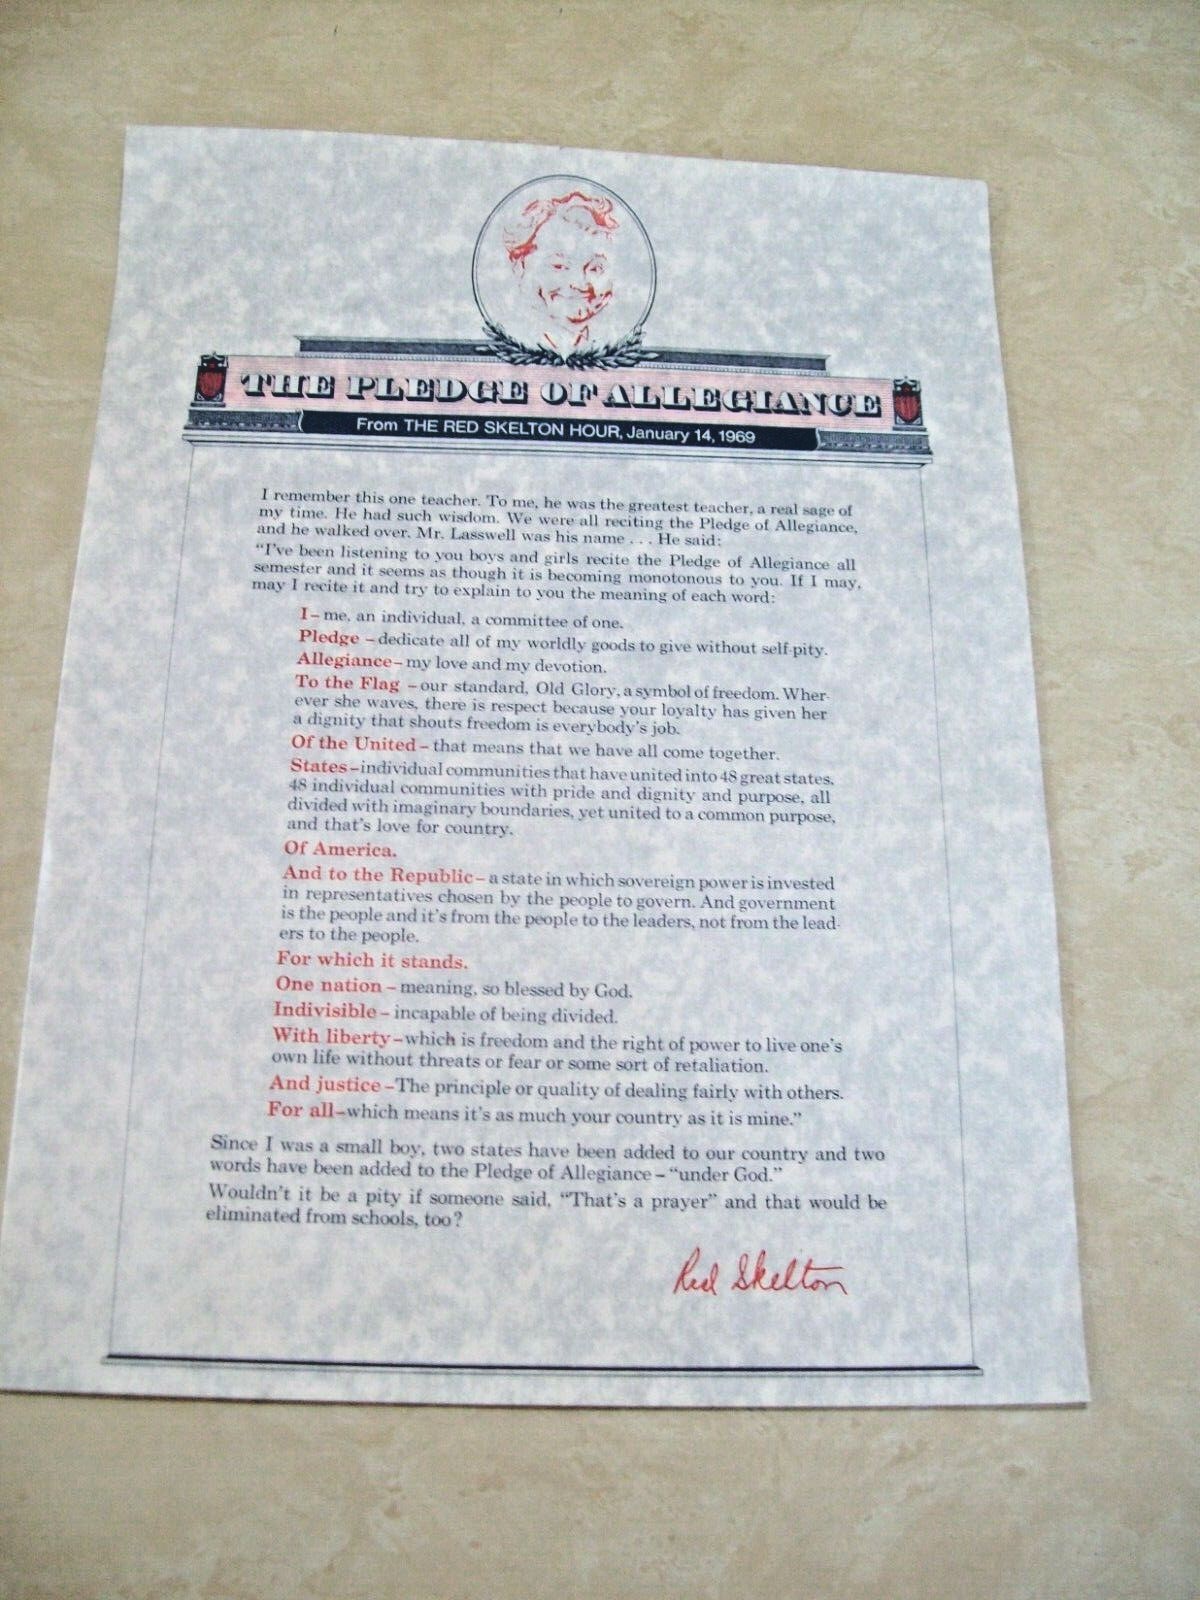 THE PLEDGE OF ALLEGIANCE
From THE RED SKELTON HOUR, January 14, 1969
I remember this one teacher. To me, he was the greatest teacher, a real sage of
my time. He had such wisdom. We were all reciting the Pledge of Allegiance,
and he walked over. Mr. Lasswell was his name . . . He said:
“I’ve been listening to you boys and girls recite the Pledge of Allegiance all
semester and it seems as though it is becoming monotonous to you. If I may,
may I recite it and try to explain to you the meaning of each word:
I – me, an individual, a committee of one.
Pledge – dedicate all of my worldly goods to give without self-pity.
Allegiance – my love and my devotion.
To the Flag – our standard, Old Glory, a symbol of freedom. Wher-
ever she waves, there is respect because your loyalty has given her
a dignity that shouts freedom is everybody’s job.
Of the United – that means that we have all come together.
States – individual communities that have united into 48 great states.
48 individual communities with pride and dignity and purpose, all
divided with imaginary boundaries, yet united to a common purpose,
and that’s love for country.
Of America.
And to the Republic – a state in which sovereign power is invested
in representatives chosen by the people to govern. And government
is the people and it’s from the people to the leaders, not from the lead-
ers to the people.
For which it stands.
One nation – meaning, so blessed by God.
Indivisible – incapable of being divided.
With liberty – which is freedom and the right of power to live one’s
own life without threats or fear or some sort of retaliation.
And justice – The principle or quality of dealing fairly with others.
For all – which means it’s as much your country as it is mine.”
Since I was a small boy, two states have been added to our country and two
words have been added to the Pledge of Allegiance – “under God.”
Wouldn’t it be a pity if someone said, “That’s a prayer” and that would be
eliminated from schools, too?
Red Skelton